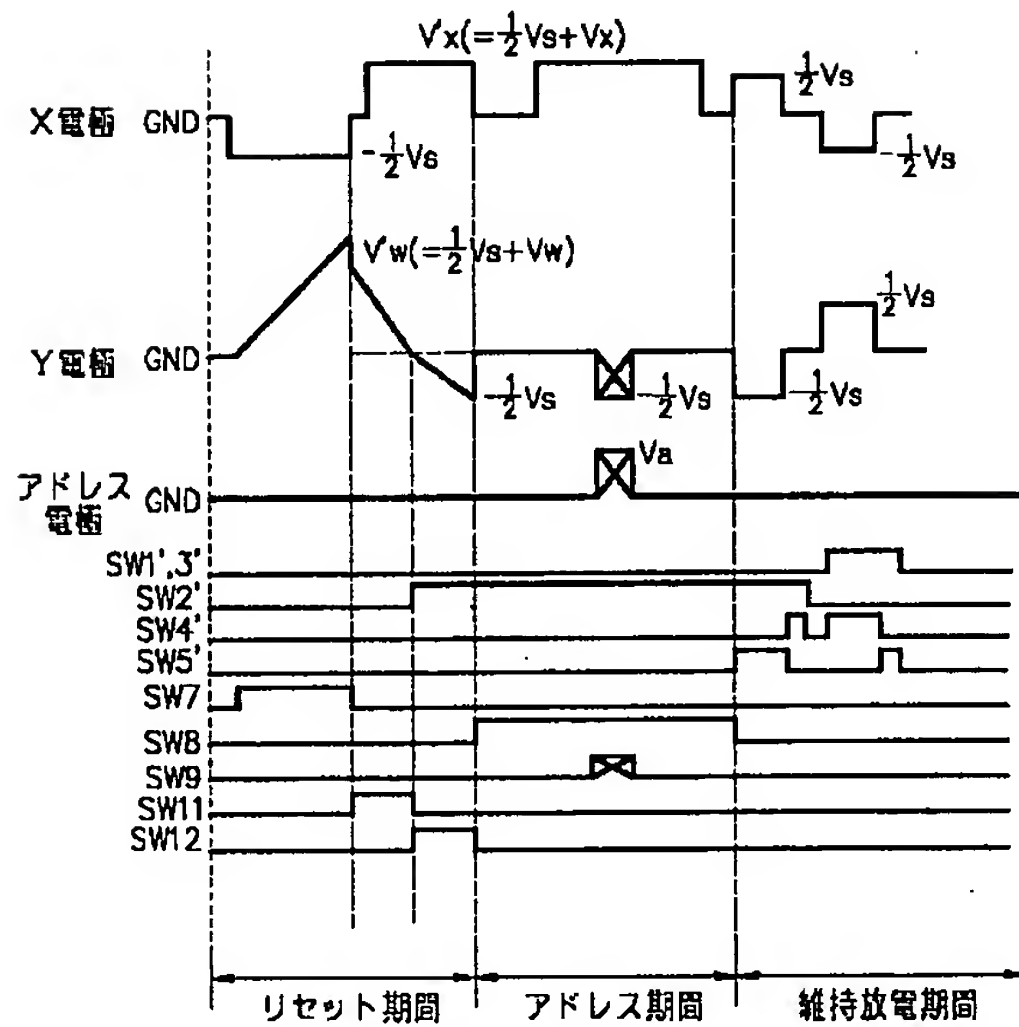 V'x(=1/2Vs+Vx)
1/2Vs
X電極 GND
-1/2Vs
-1/2Vs
V'w(=1/2Vs+Vw)
1/2Vs
Y電極 GND
-1/2Vs
-1/2Vs
-1/2Vs
Va
アドレス
電極 GND
SW1',3'
SW2'
SW4'
SW5'
SW7
SW8
SW9
SW11
SW12
リセット期間 アドレス期間 維持放電期間